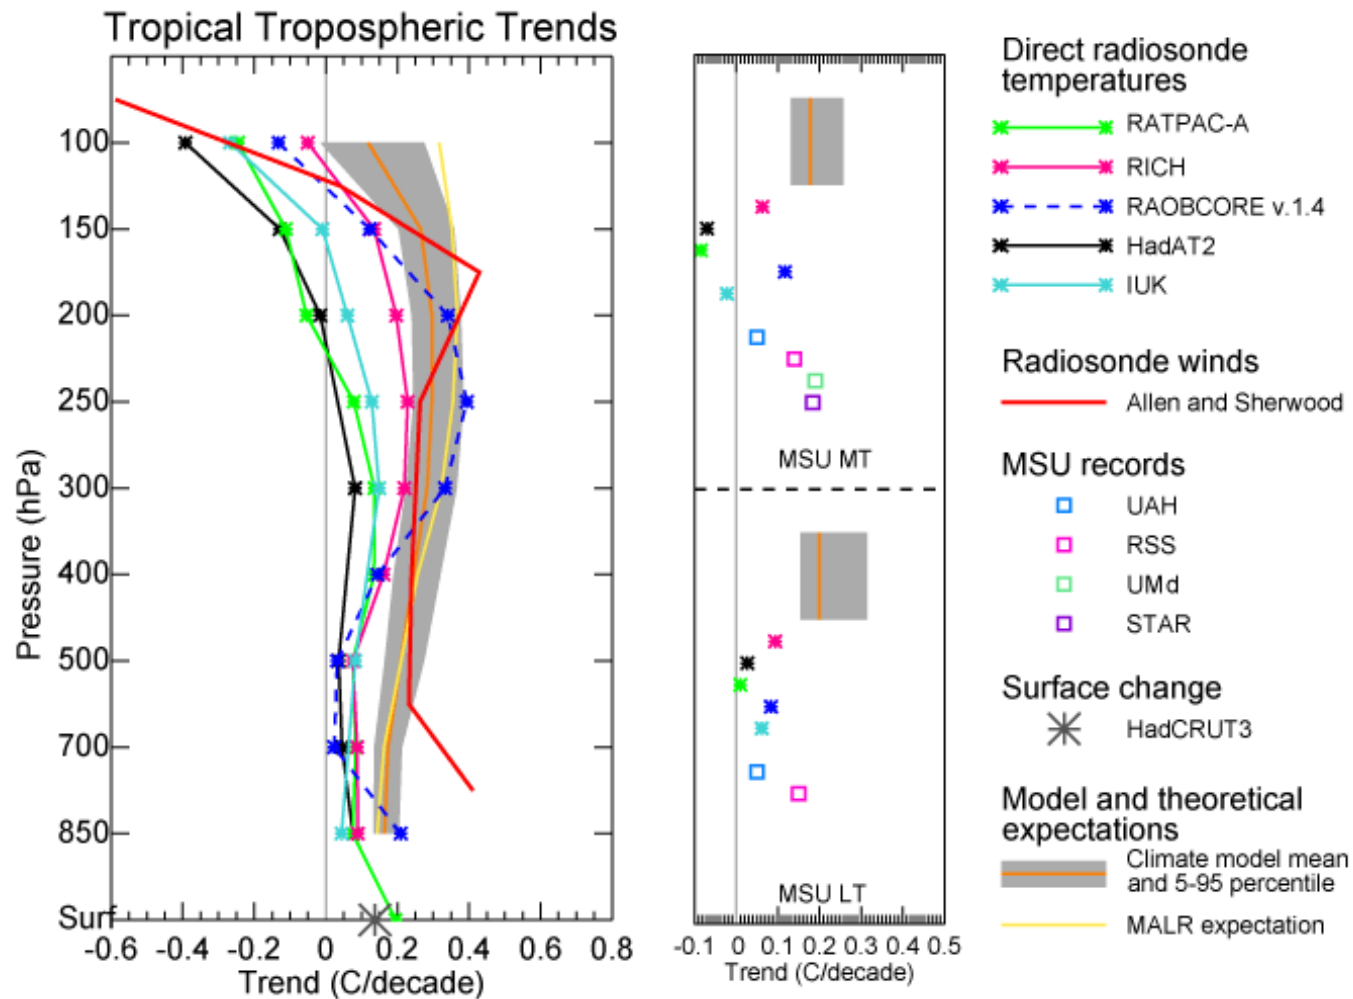 Tropical Tropospheric Trends
Pressure (hPa)
100
150
200
250
300
400
500
700
850
Surf
-0.6 -0.4 -0.2 0 0.2 0.4 0.6 0.8
Trend (C/decade)
MSU MT
MSU LT
-0.1 0 0.1 0.2 0.3 0.4 0.5
Trend (C/decade)
Direct radiosonde
temperatures
RATPAC-A
RICH
RAOBCORE v.1.4
HadAT2
IUK
Radiosonde winds
Allen and Sherwood
MSU records
UAH
RSS
UMd
STAR
Surface change
HadCRUT3
Model and theoretical
expectations
Climate model mean
and 5-95 percentile
MALR expectation